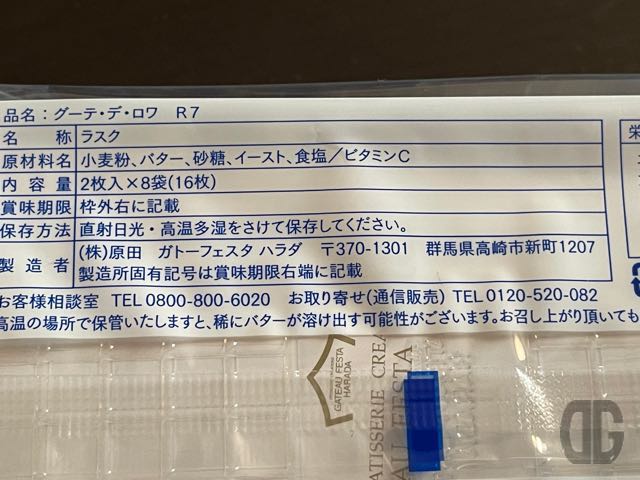 品名：グーテ・デ・ロワ R7
名 称 ラスク
原材料名 小麦粉、バター、砂糖、イースト、食塩／ビタミンC
内容量 2枚入×8袋(16枚)
賞味期限 枠外右に記載
保存方法 直射日光・高温多湿をさけて保存してください。
製造者 (株)原田 ガトーフェスタ ハラダ 〒370-1301 群馬県高崎市新町1207
製造所固有記号は賞味期限右端に記載
お客様相談室 TEL 0800-800-6020 お取り寄せ(通信販売) TEL 0120-520-082
高温の場所で保管いたしますと、稀にバターが溶け出す可能性がございます。お召し上がり頂いても
栄
GATEAU FESTA
HARADA
DG